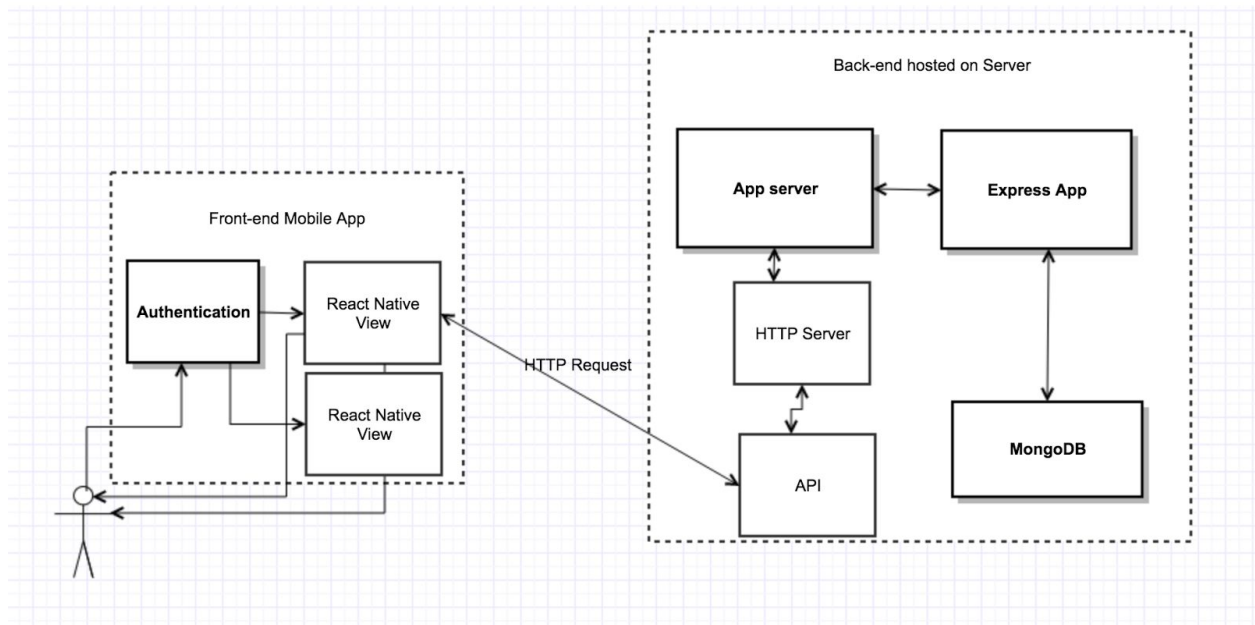 Back-end hosted on Server
App server
Express App
Front-end Mobile App
Authentication
React Native
View
HTTP Server
HTTP Request
React Native
View
MongoDB
API